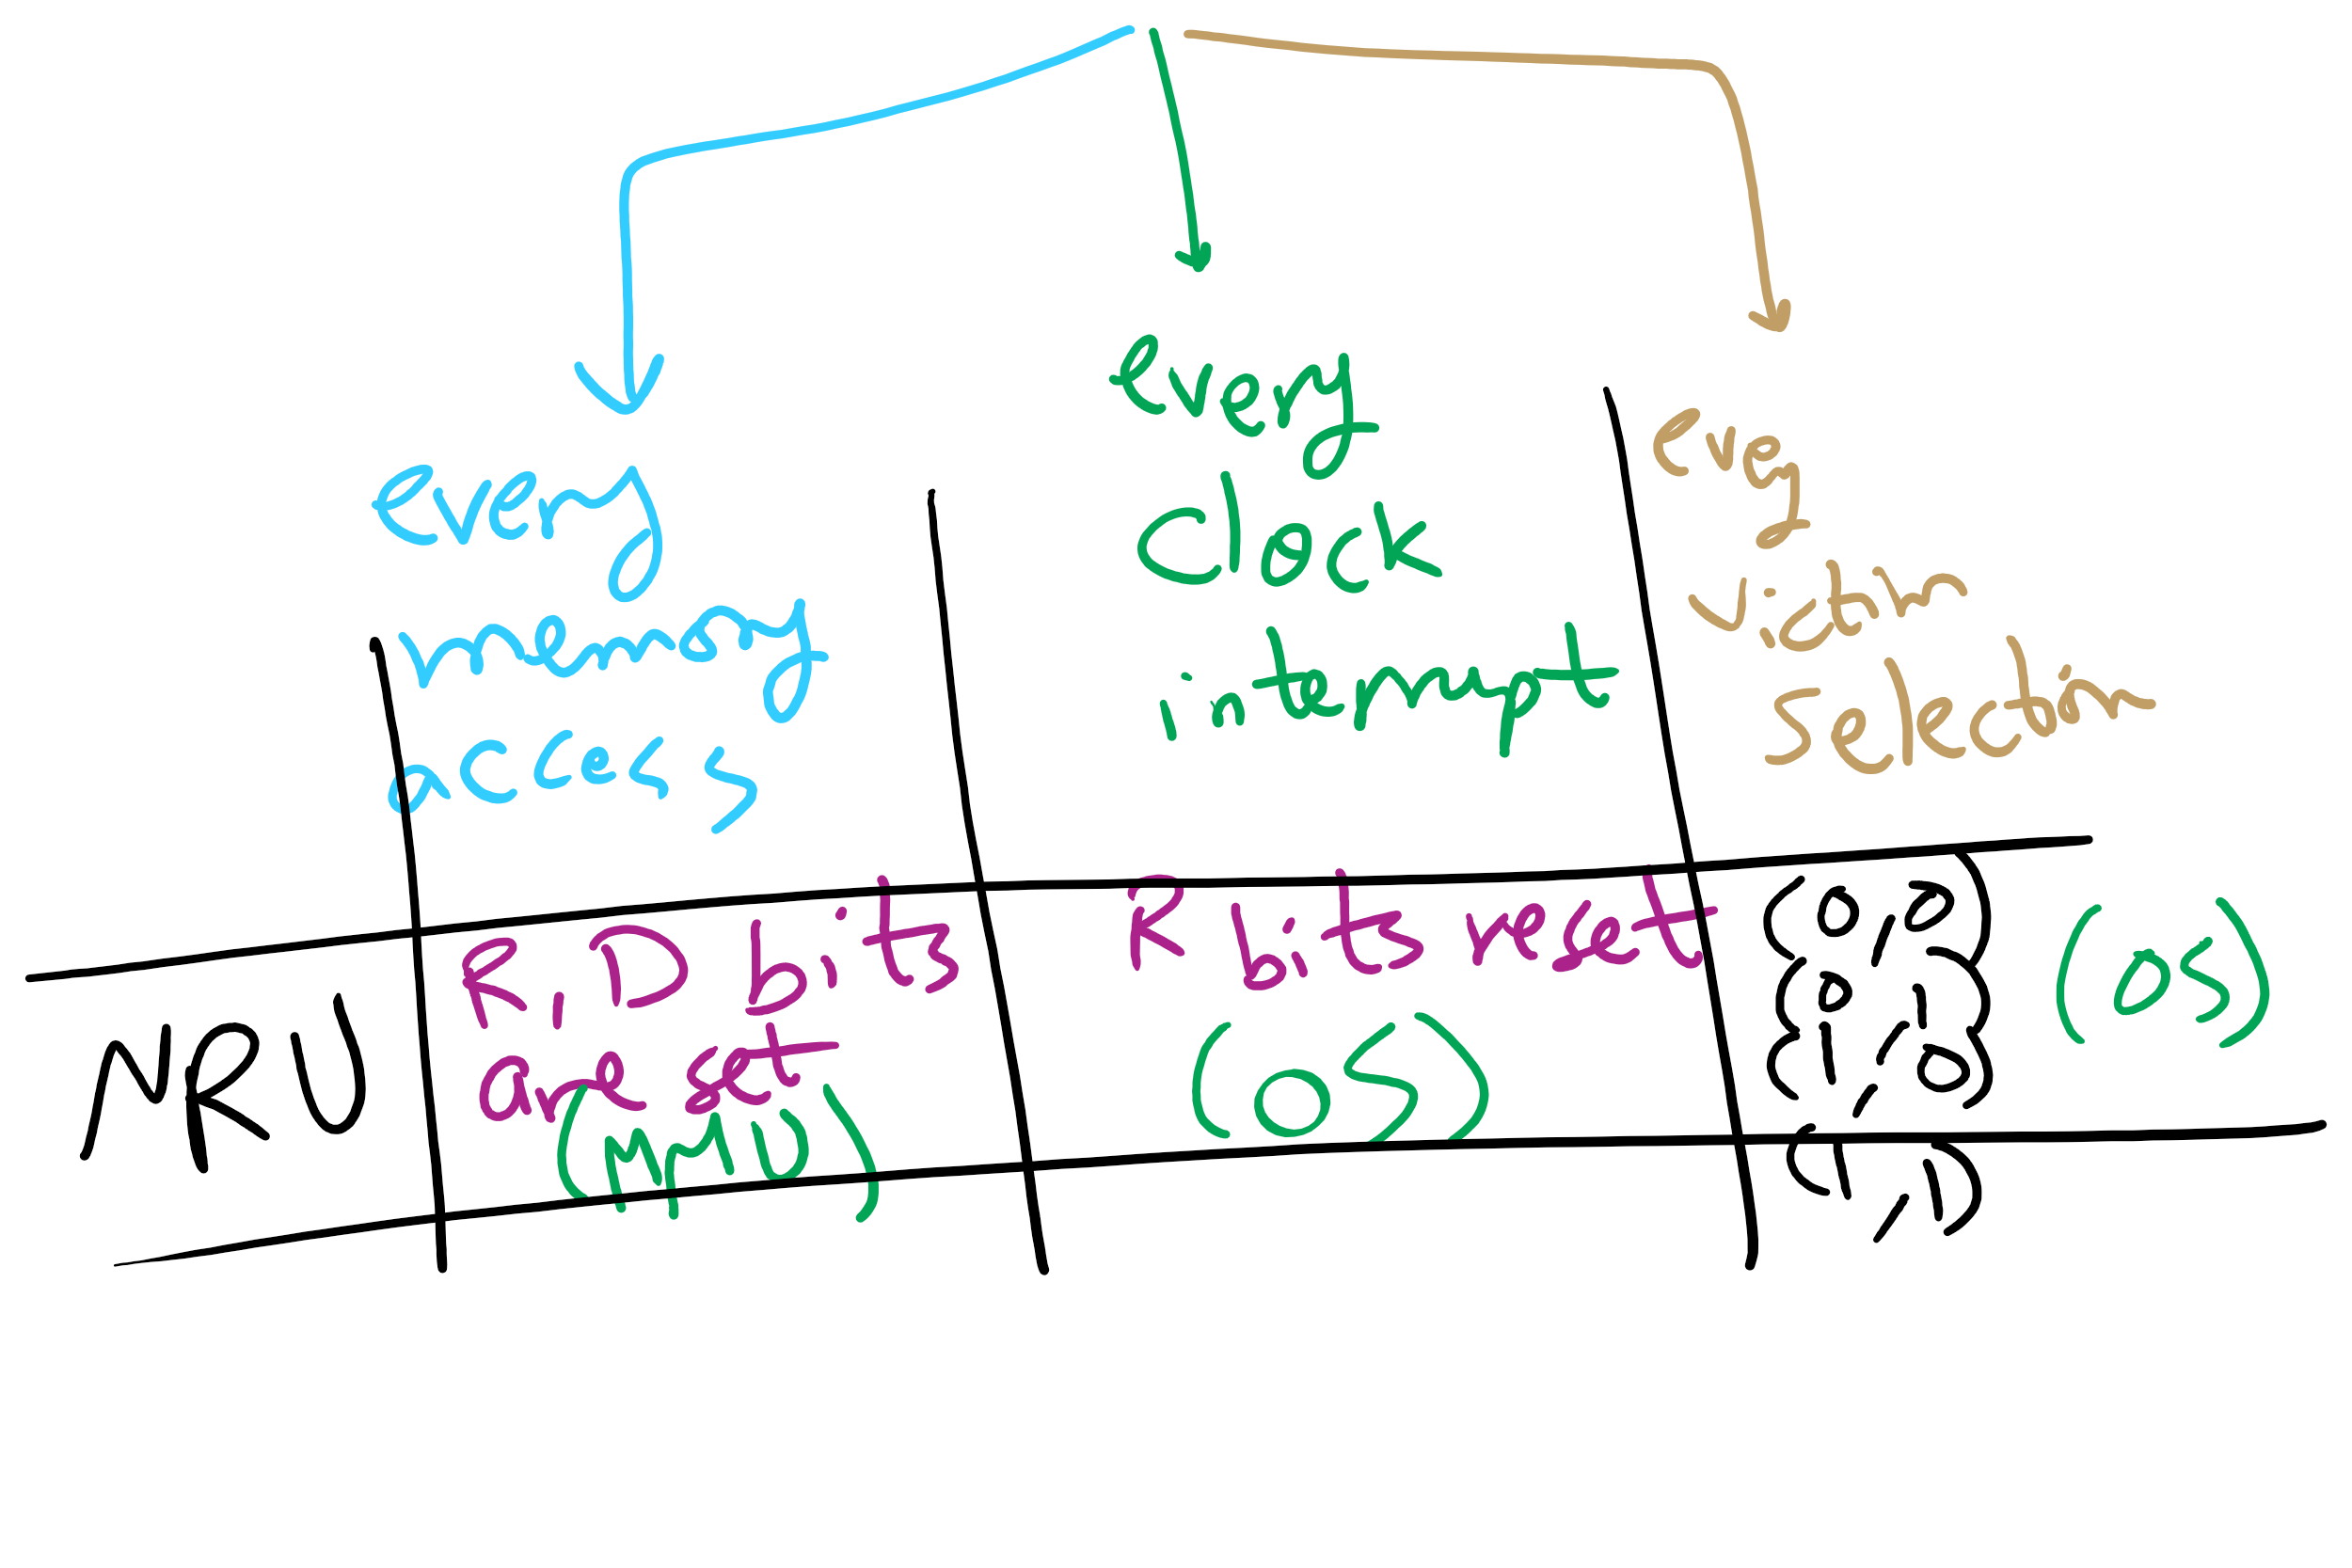 every
memory
access
every
clock
interrupt
evey
victim
selection
NRU
R,D bits
are set
(MMU)
R bits reset
(OS)
(0,0)
(0,1)
(1,0)
(1,1)
(OS)